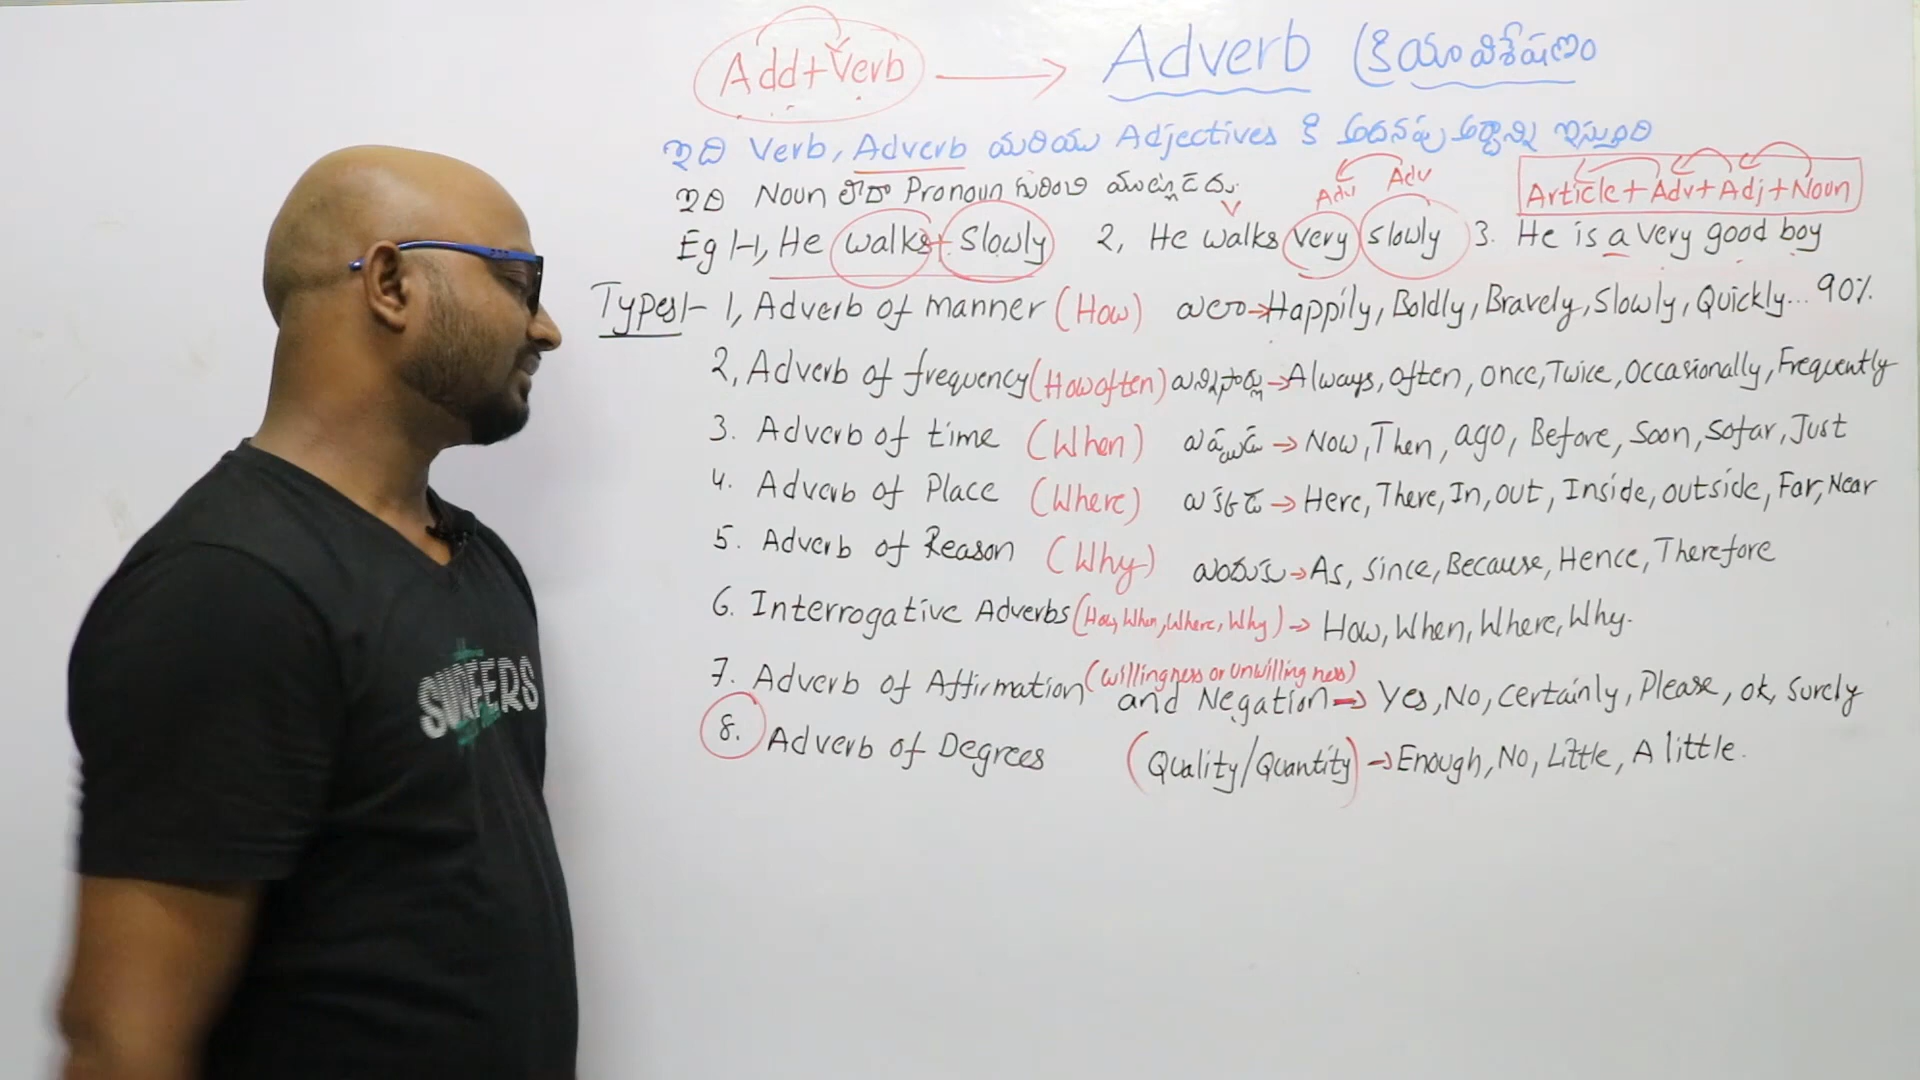 Add+Verb → Adverb (క్రియావిశేషణం
ఇది Verb, Adverb మరియు Adjectives కి అదనపు అర్థాన్ని ఇస్తుంది
ఇది Noun లేదా Pronoun గురించి
V Adv Adv
Article+Adv+Adj+Noun
Eg:-1, He walks+ Slowly 2, He walks very slowly 3. He is a very good boy
Types:- 1, Adverb of manner (How) ఎలా→Happily, Boldly, Bravely, Slowly, Quickly... 90%
2, Adverb of frequency (How often) ఎన్నిసార్లు→Always, often, once, Twice, Occasionally, Frequently
3. Adverb of time (When) ఎప్పుడు→Now, Then, ago, Before, Soon, Sofar, Just
4. Adverb of Place (Where) ఎక్కడ→Here, There, In, out, Inside, outside, Far, Near
5. Adverb of Reason (Why) ఎందుకు→As, Since, Because, Hence, Therefore
6. Interrogative Adverbs (How, When, Where, Why)→ How, When, Where, Why.
7. Adverb of Affirmation (willingness or unwillingness) and Negation→ Yes, No, certainly, Please, ok, Surely
8. Adverb of Degrees (Quality/Quantity)→Enough, No, Little, A little.
SURFERS